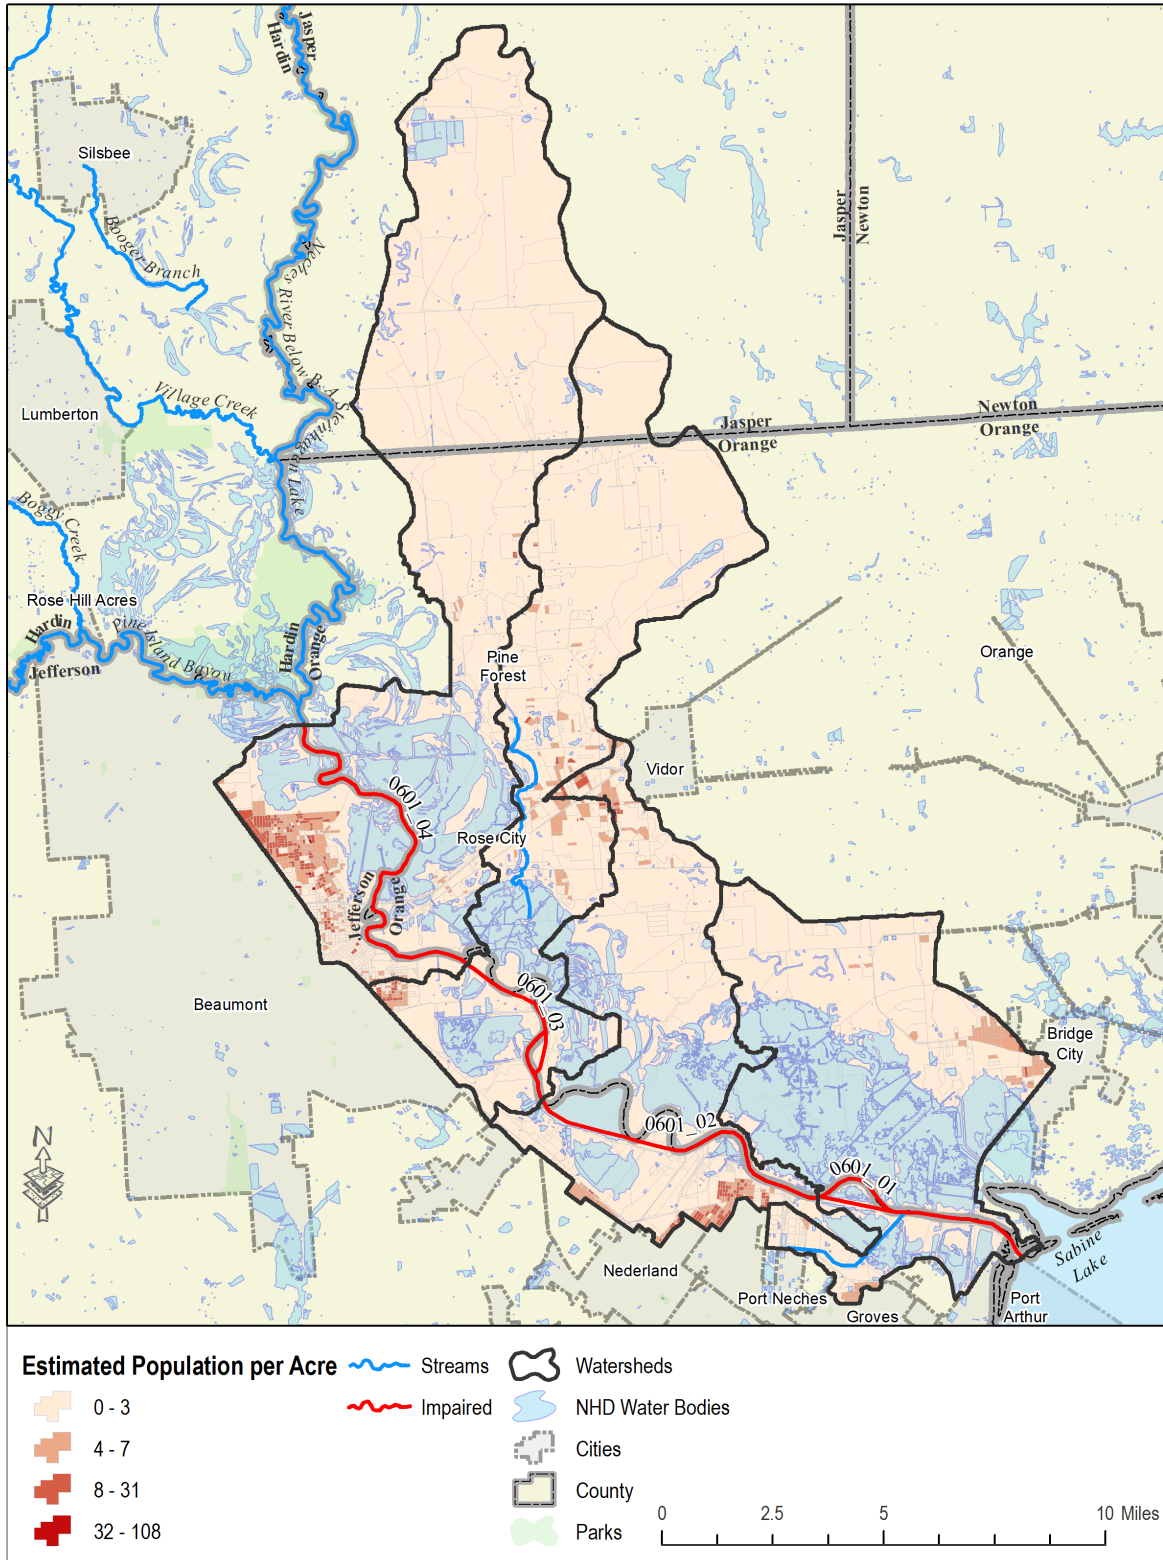 Jasper
Hardin
Silsbee
Booger Branch
Jasper
Newton
Neches River Below B. A. Steinhagen Lake
Village Creek
Lumberton
Newton
Orange
Jasper
Orange
Boggy Creek
Rose Hill Acres
Hardin
Jefferson
Pine Island Bayou
Hardin
Orange
Pine
Forest
Orange
Vidor
0601_04
Rose City
Jefferson
Orange
Beaumont
0601_03
Bridge
City
0601_02
0601_01
N
Sabine
Lake
Nederland
Port Neches
Groves
Port
Arthur
Estimated Population per Acre
0 - 3
4 - 7
8 - 31
32 - 108
Streams
Impaired
Watersheds
NHD Water Bodies
Cities
County
Parks
0 2.5 5 10 Miles